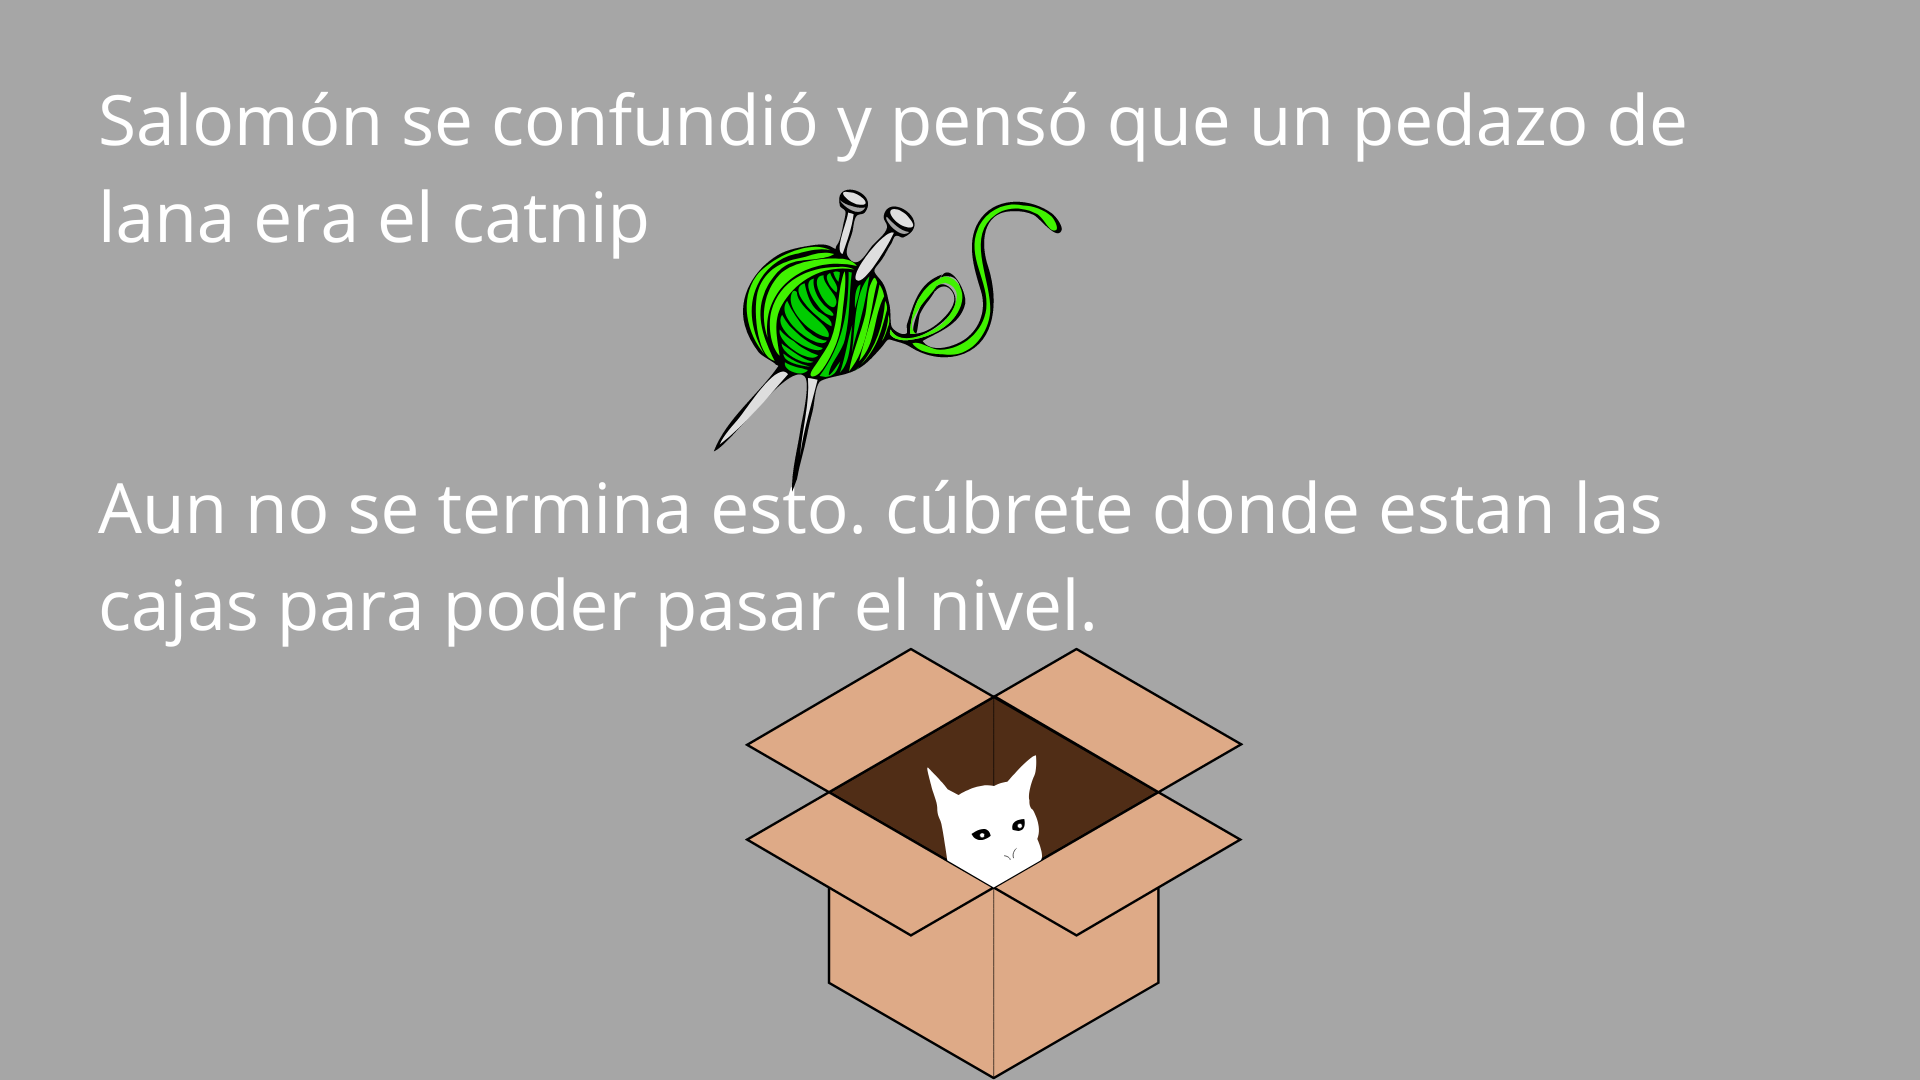 Salomón se confundió y pensó que un pedazo de
lana era el catnip
Aun no se termina esto. cúbrete donde estan las
cajas para poder pasar el nivel.